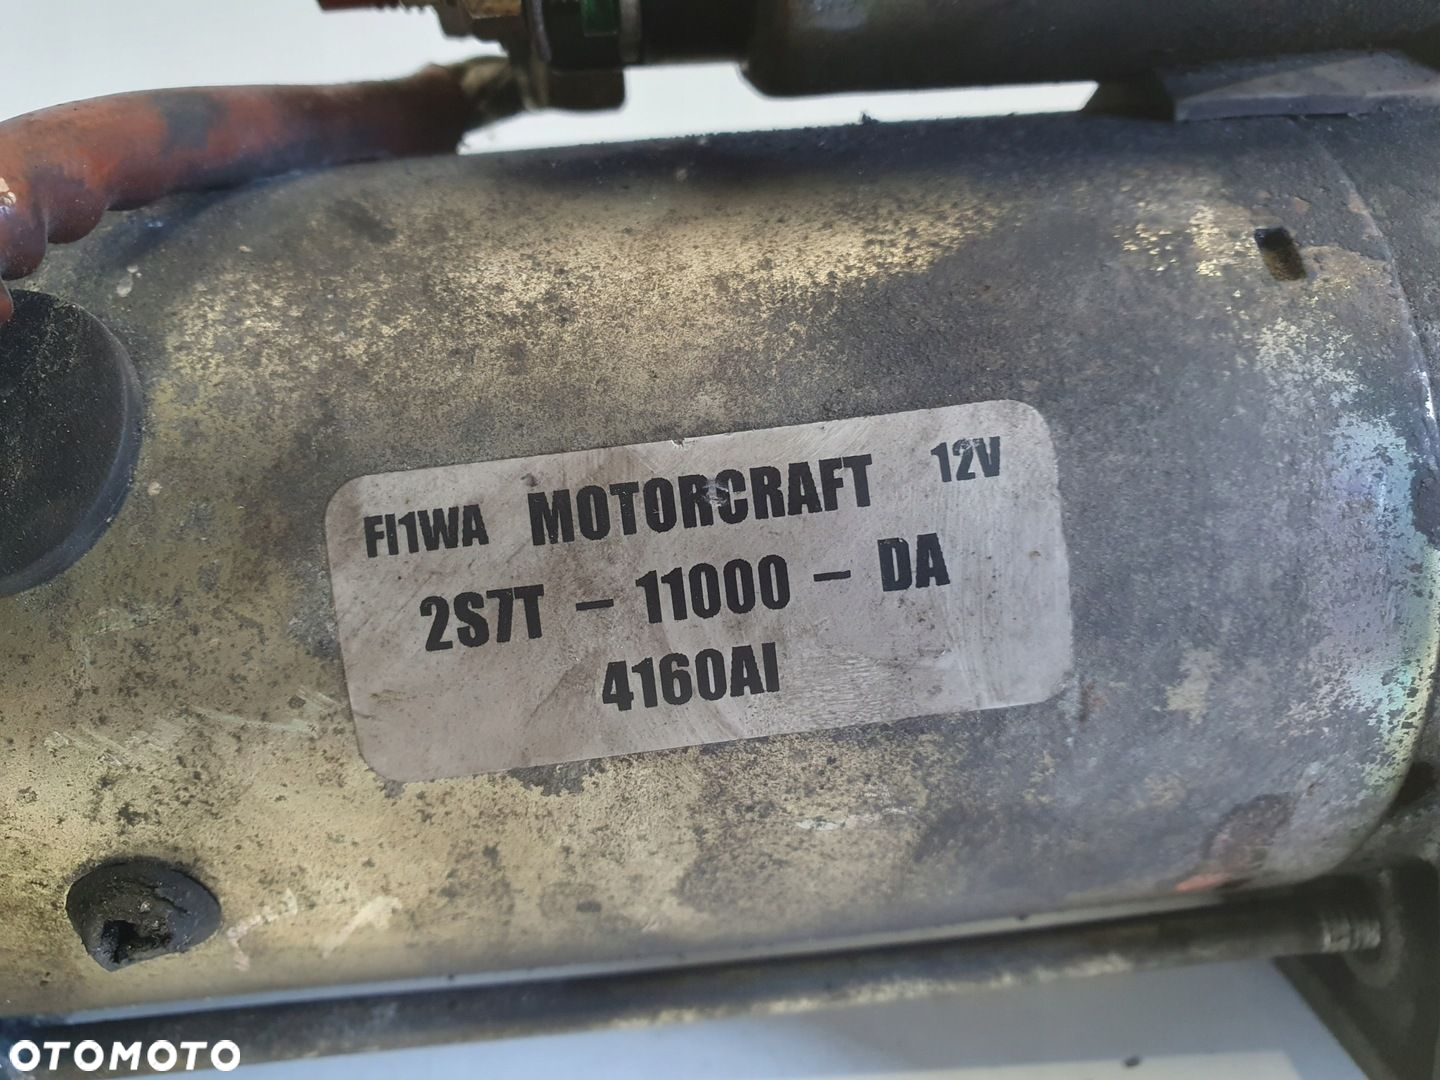 FI1WA MOTORCRAFT 12V
2S7T - 11000 - DA
4160AI
OTOMOTO